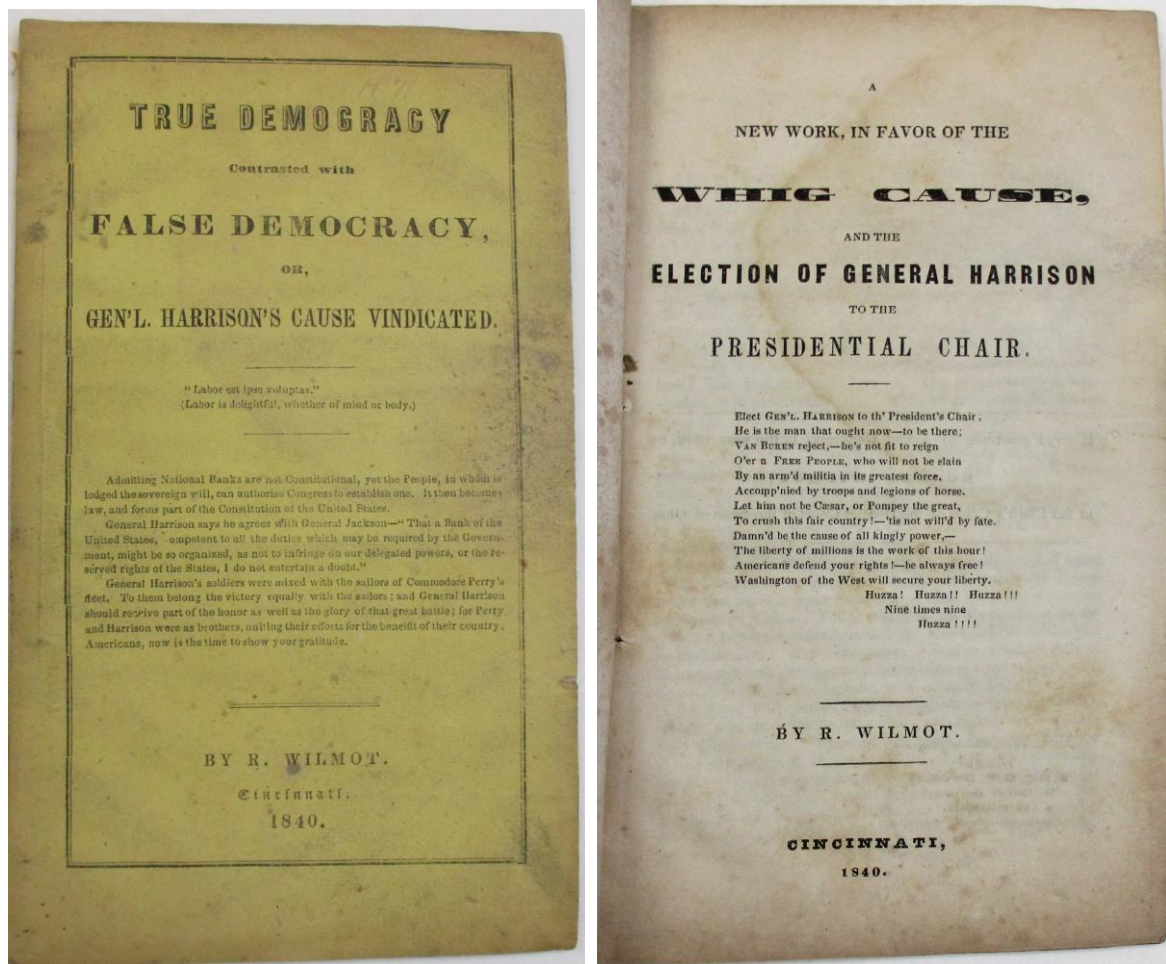 TRUE DEMOCRACY
Contrasted with
FALSE DEMOCRACY,
OR,
GEN'L. HARRISON'S CAUSE VINDICATED.
"Labor est ipse voluptas."
(Labor is delightful, whether of mind or body.)
Admitting National Banks are not Constitutional, yet the People, in which is
lodged the sovereign will, can authorise Congress to establish one. It then becomes
law, and forms part of the Constitution of the United States.
General Harrison says he agrees with General Jackson—"That a Bank of the
United States, ompetent to all the duties which may be required by the Govern-
ment, might be so organized, as not to infringe on our delegated powers, or the re-
served rights of the States, I do not entertain a doubt."
General Harrison's soldiers were mixed with the sailors of Commodore Perry's
fleet. To them belong the victory equally with the sailors; and General Harrison
should receive part of the honor as well as the glory of that great battle; for Perry
and Harrison were as brothers, uniting their efforts for the benefit of their country.
Americans, now is the time to show your gratitude.
BY R. WILMOT.
Cincinnati.
1840.
A
NEW WORK, IN FAVOR OF THE
WHIG CAUSE,
AND THE
ELECTION OF GENERAL HARRISON
TO THE
PRESIDENTIAL CHAIR.
Elect GEN'L. HARRISON to th' President's Chair,
He is the man that ought now—to be there;
VAN BUREN reject,—he's not fit to reign
O'er a FREE PEOPLE, who will not be slain
By an arm'd militia in its greatest force,
Accomp'nied by troops and legions of horse.
Let him not be Cæsar, or Pompey the great,
To crush this fair country!—'tis not will'd by fate.
Damn'd be the cause of all kingly power,—
The liberty of millions is the work of this hour!
Americans defend your rights!—be always free!
Washington of the West will secure your liberty.
Huzza! Huzza!! Huzza!!!
Nine times nine
Huzza!!!!
BY R. WILMOT.
CINCINNATI,
1840.